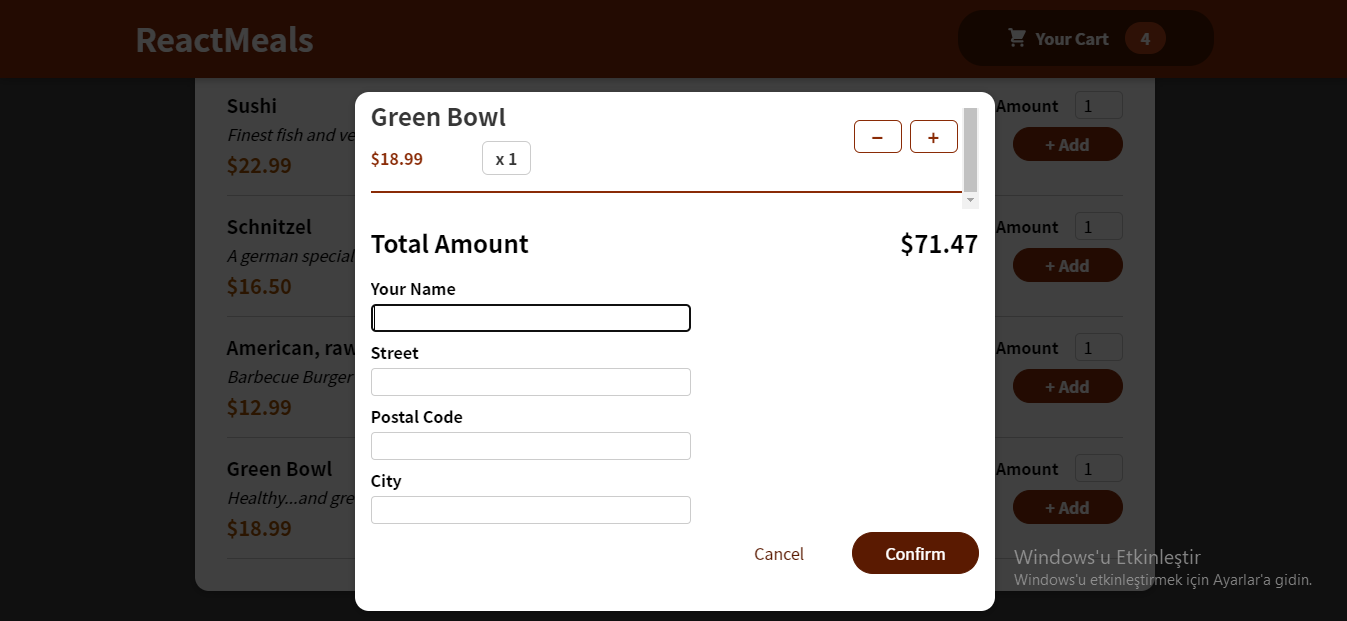 ReactMeals
Your Cart 4
Sushi
Finest fish and ve
$22.99
Amount 1
+ Add
Schnitzel
A german special
$16.50
Amount 1
+ Add
American, raw
Barbecue Burger
$12.99
Amount 1
+ Add
Green Bowl
Healthy...and gre
$18.99
Amount 1
+ Add
Green Bowl
$18.99 x 1
− +
Total Amount $71.47
Your Name
Street
Postal Code
City
Cancel Confirm
Windows'u Etkinleştir
Windows'u etkinleştirmek için Ayarlar'a gidin.